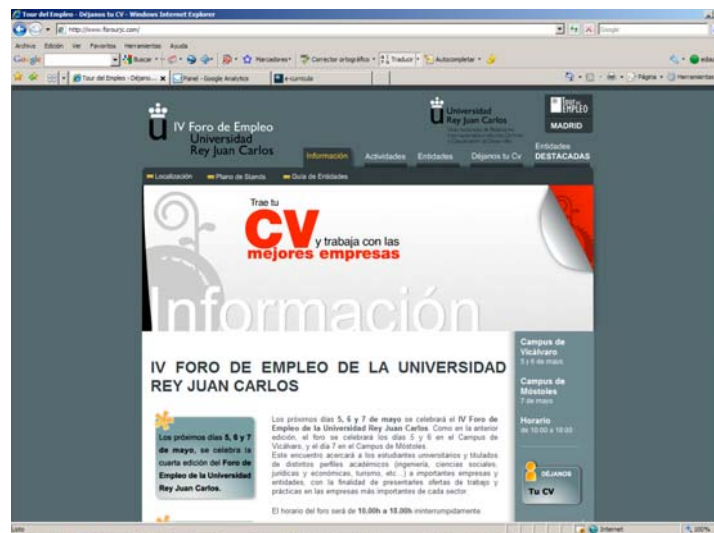 Tour del Empleo - Déjanos tu CV - Windows Internet Explorer
http://www.forourjc.com/
Google
Archivo Edición Ver Favoritos Herramientas Ayuda
Google Buscar Marcadores Corrector ortográfico Traducir Autocompletar
Tour del Empleo - Déjano... Panel - Google Analytics e-curricula Página Herramientas
IV Foro de Empleo
Universidad
Rey Juan Carlos
Universidad
Rey Juan Carlos
Tour del
EMPLEO
MADRID
Información Actividades Entidades Déjanos tu Cv
Entidades
DESTACADAS
Localización Plano de Stands Guía de Entidades
Trae tu
CV y trabaja con las
mejores empresas
Información
IV FORO DE EMPLEO DE LA UNIVERSIDAD
REY JUAN CARLOS
Los próximos días 5, 6 y 7
de mayo, se celebra la
cuarta edición del Foro de
Empleo de la Universidad
Rey Juan Carlos.
Los próximos días 5, 6 y 7 de mayo se celebrará el IV Foro de
Empleo de la Universidad Rey Juan Carlos. Como en la anterior
edición, el foro se celebrará los días 5 y 6 en el Campus de
Vicálvaro, y el día 7 en el Campus de Móstoles.
Este encuentro acercará a los estudiantes universitarios y titulados
de distintos perfiles académicos (ingeniería, ciencias sociales,
jurídicas y económicas, turismo, etc...) a importantes empresas y
entidades, con la finalidad de presentarles ofertas de trabajo y
prácticas en las empresas más importantes de cada sector.
El horario del foro será de 10.00h a 18.00h ininterrumpidamente.
Campus de
Vicálvaro
5 y 6 de mayo
Campus de
Móstoles
7 de mayo
Horario
de 10:00 a 18:00
DÉJANOS
Tu CV
Listo Internet 100%